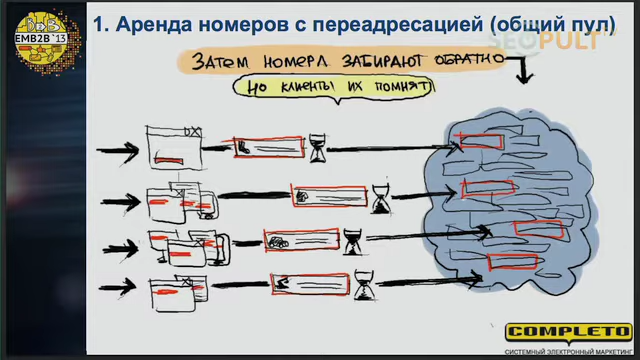 1. Аренда номеров с переадресацией (общий пул)
EMB2B`13
SEOPULT TV
ЗАТЕМ НОМЕРА ЗАБИРАЮТ ОБРАТНО
НО КЛИЕНТЫ ИХ ПОМНЯТ
COMPLETO
СИСТЕМНЫЙ ЭЛЕКТРОННЫЙ МАРКЕТИНГ